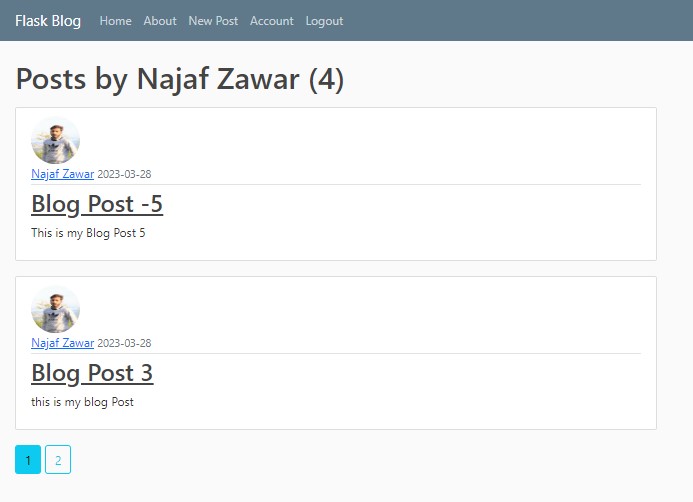 Flask Blog Home About New Post Account Logout
Posts by Najaf Zawar (4)
Najaf Zawar 2023-03-28
Blog Post -5
This is my Blog Post 5
Najaf Zawar 2023-03-28
Blog Post 3
this is my blog Post
1 2